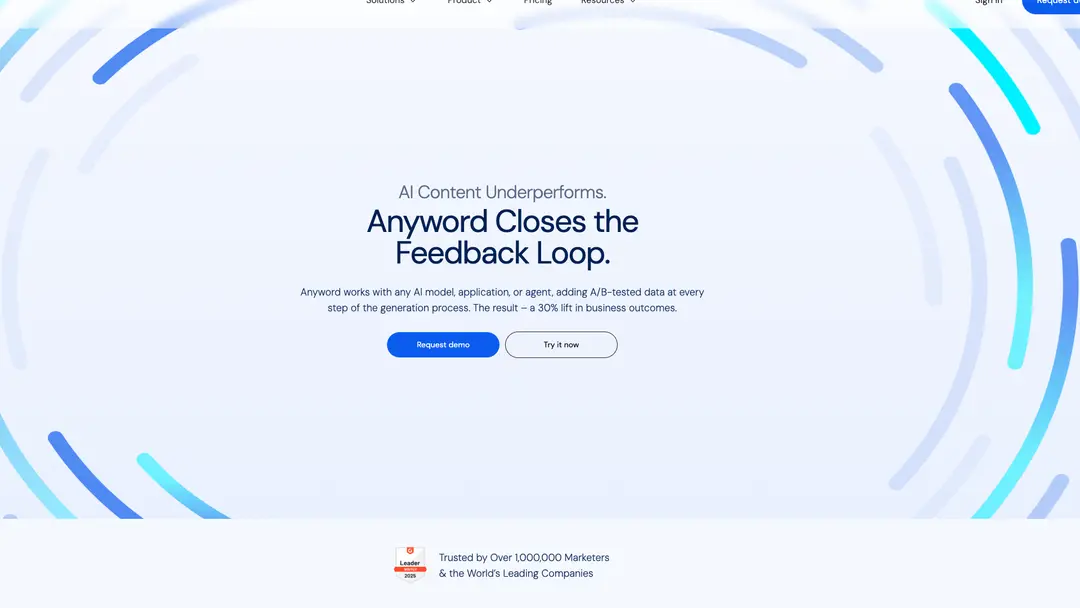 Solutions
Product
Pricing
Resources
Sign in
AI Content Underperforms.
Anyword Closes the
Feedback Loop.
Anyword works with any AI model, application, or agent, adding A/B-tested data at every
step of the generation process. The result – a 30% lift in business outcomes.
Request demo
Try it now
Leader
2025
Trusted by Over 1,000,000 Marketers
& the World's Leading Companies